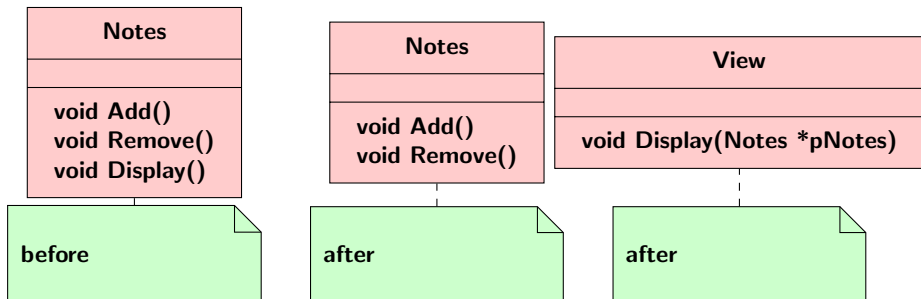 Notes
void Add()
void Remove()
void Display()
before
Notes
void Add()
void Remove()
after
View
void Display(Notes *pNotes)
after